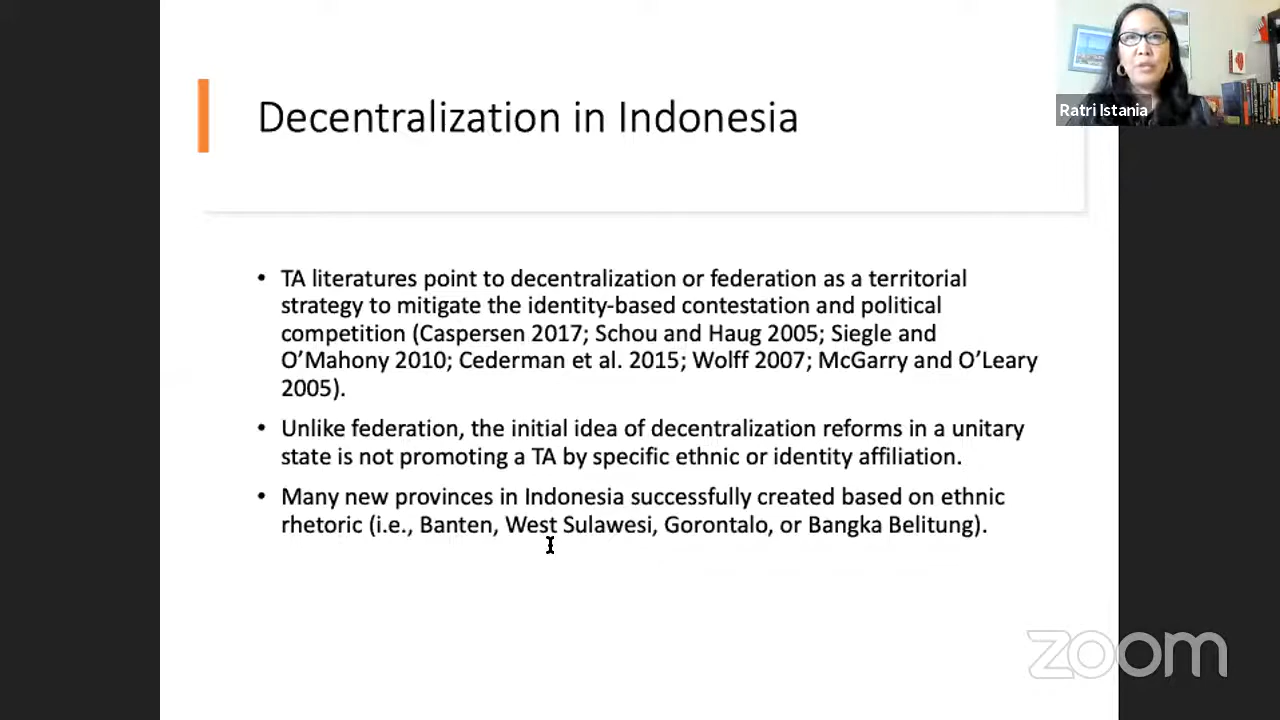 Ratri Istania
Decentralization in Indonesia
• TA literatures point to decentralization or federation as a territorial
strategy to mitigate the identity-based contestation and political
competition (Caspersen 2017; Schou and Haug 2005; Siegle and
O’Mahony 2010; Cederman et al. 2015; Wolff 2007; McGarry and O’Leary
2005).
• Unlike federation, the initial idea of decentralization reforms in a unitary
state is not promoting a TA by specific ethnic or identity affiliation.
• Many new provinces in Indonesia successfully created based on ethnic
rhetoric (i.e., Banten, West Sulawesi, Gorontalo, or Bangka Belitung).
zoom